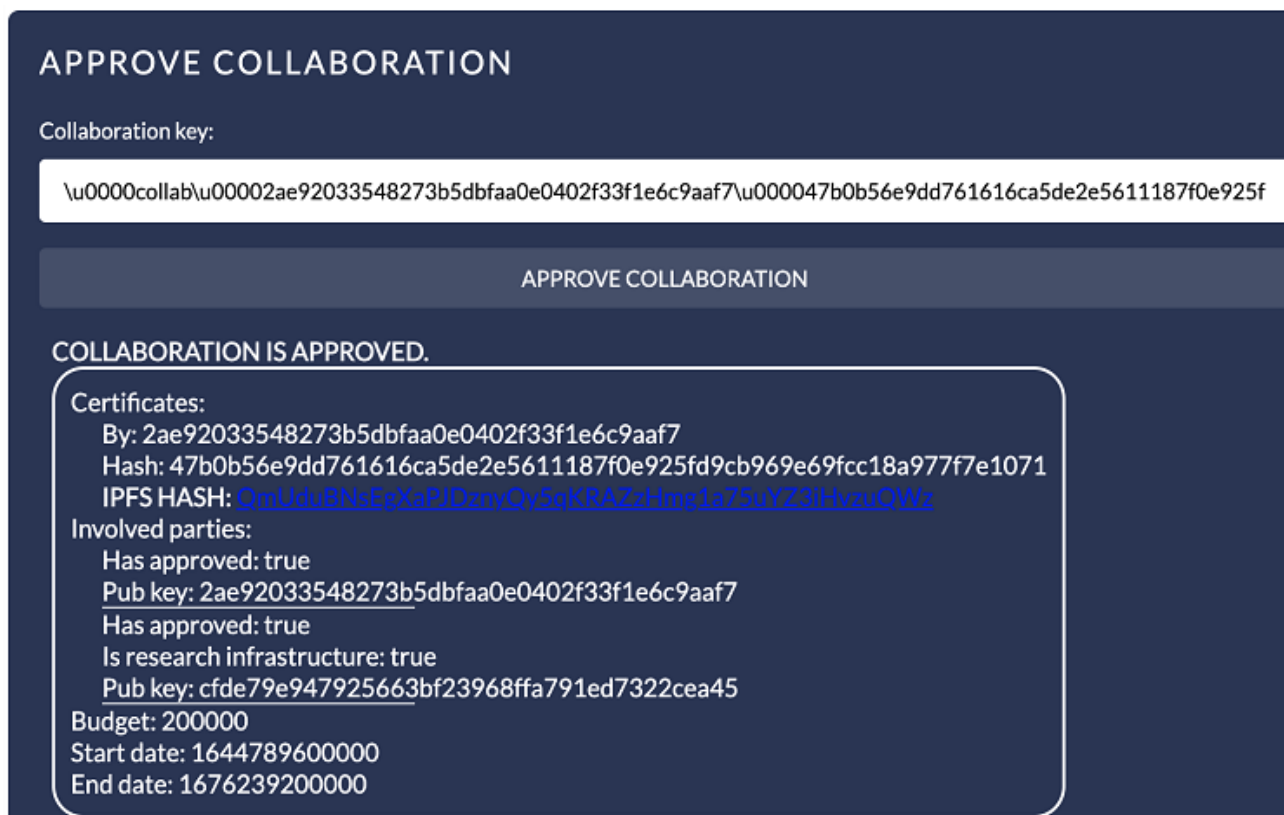 APPROVE COLLABORATION
Collaboration key:
\u0000collab\u00002ae92033548273b5dbfaa0e0402f33f1e6c9aaf7\u000047b0b56e9dd761616ca5de2e5611187f0e925f
APPROVE COLLABORATION
COLLABORATION IS APPROVED.
Certificates:
By: 2ae92033548273b5dbfaa0e0402f33f1e6c9aaf7
Hash: 47b0b56e9dd761616ca5de2e5611187f0e925fd9cb969e69fcc18a977f7e1071
IPFS HASH: QmUduBNsEgXaPJDznyQy5qKRAZzHmg1a75uYZ3iHvzuQWz
Involved parties:
Has approved: true
Pub key: 2ae92033548273b5dbfaa0e0402f33f1e6c9aaf7
Has approved: true
Is research infrastructure: true
Pub key: cfde79e947925663bf23968ffa791ed7322cea45
Budget: 200000
Start date: 1644789600000
End date: 1676239200000